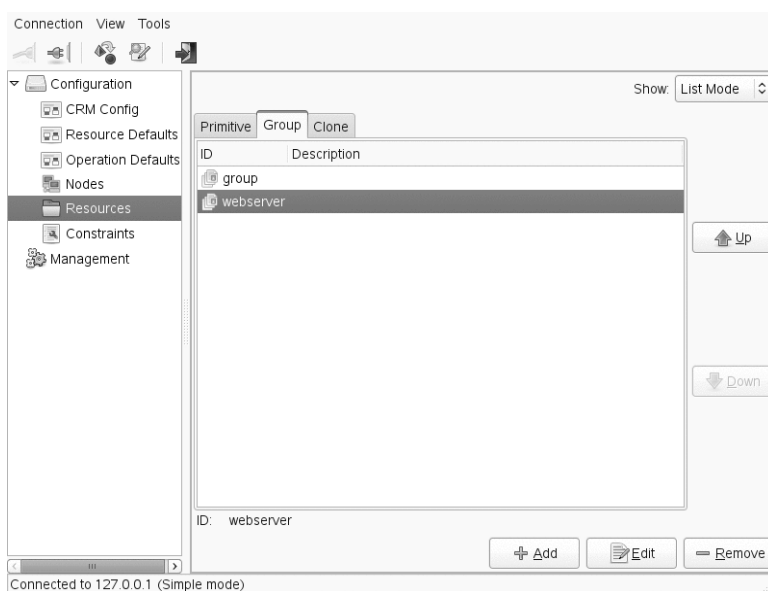 Connection View Tools
Configuration
CRM Config
Resource Defaults
Operation Defaults
Nodes
Resources
Constraints
Management
Show: List Mode
Primitive Group Clone
ID Description
group
webserver
Up
Down
ID: webserver
Add Edit Remove
Connected to 127.0.0.1 (Simple mode)